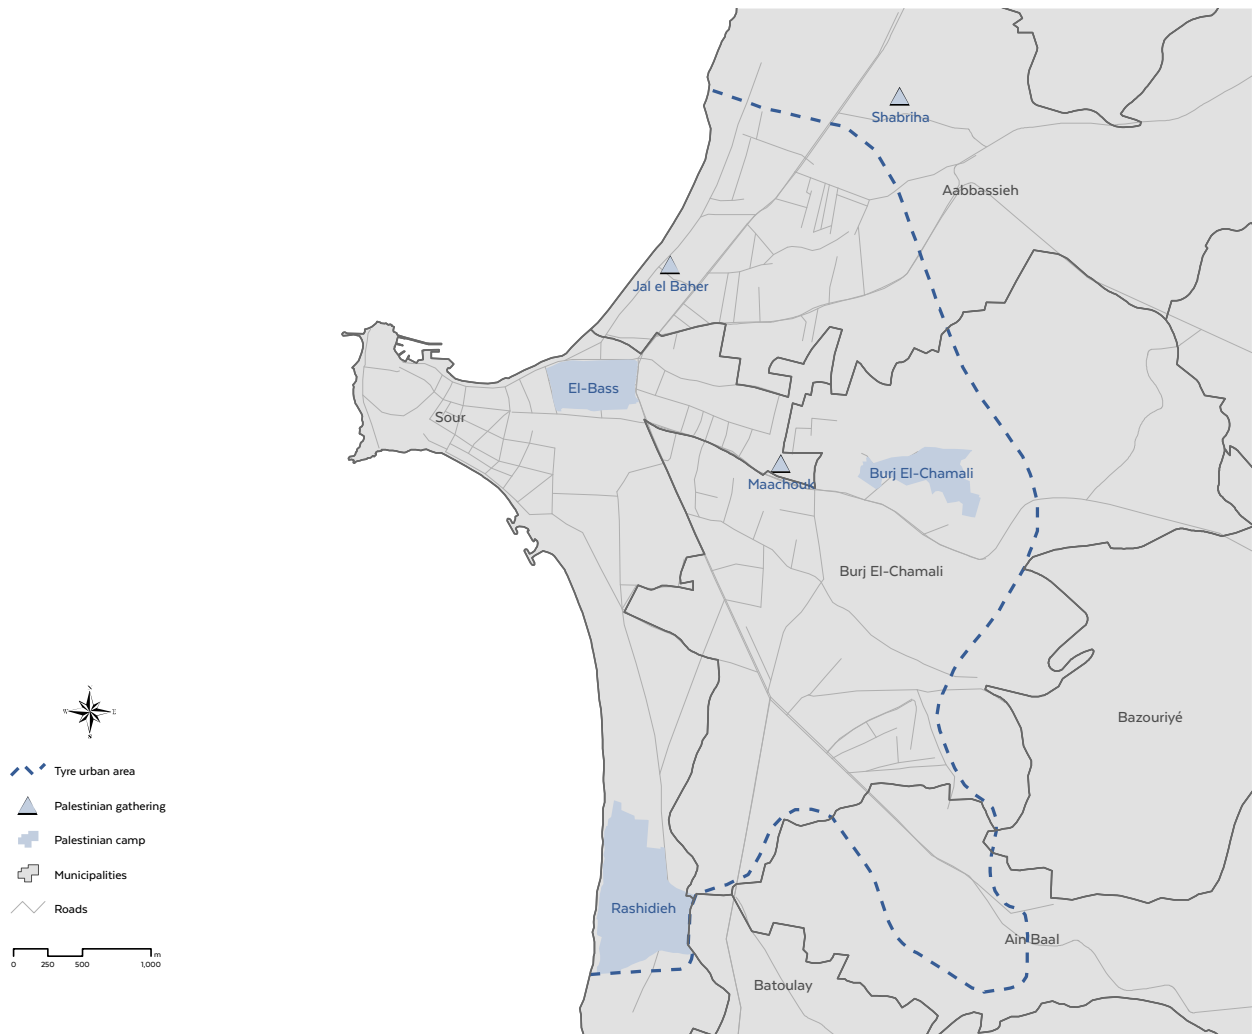 Shabriha
Aabbassieh
Jal el Baher
El-Bass
Sour
Burj El-Chamali
Maachouk
Burj El-Chamali
Bazouriyé
Rashidieh
Ain Baal
Batoulay
N
W
E
S
Tyre urban area
Palestinian gathering
Palestinian camp
Municipalities
Roads
m
0 250 500 1,000